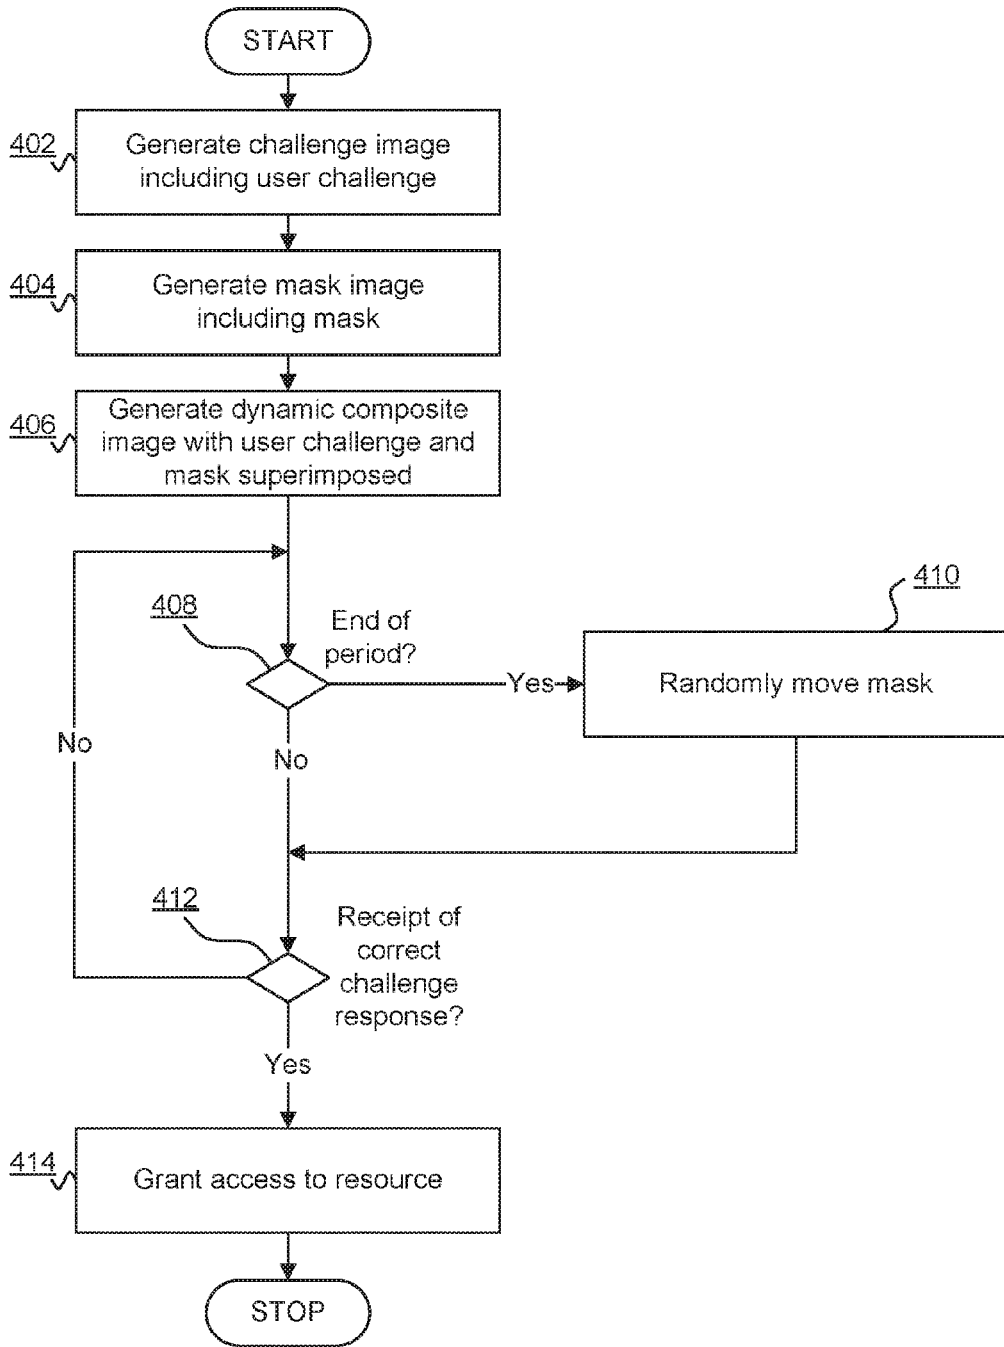 START
402
Generate challenge image
including user challenge
404
Generate mask image
including mask
406
Generate dynamic composite
image with user challenge and
mask superimposed
408
End of
period?
Yes
410
Randomly move mask
No
No
412
Receipt of
correct
challenge
response?
Yes
414
Grant access to resource
STOP